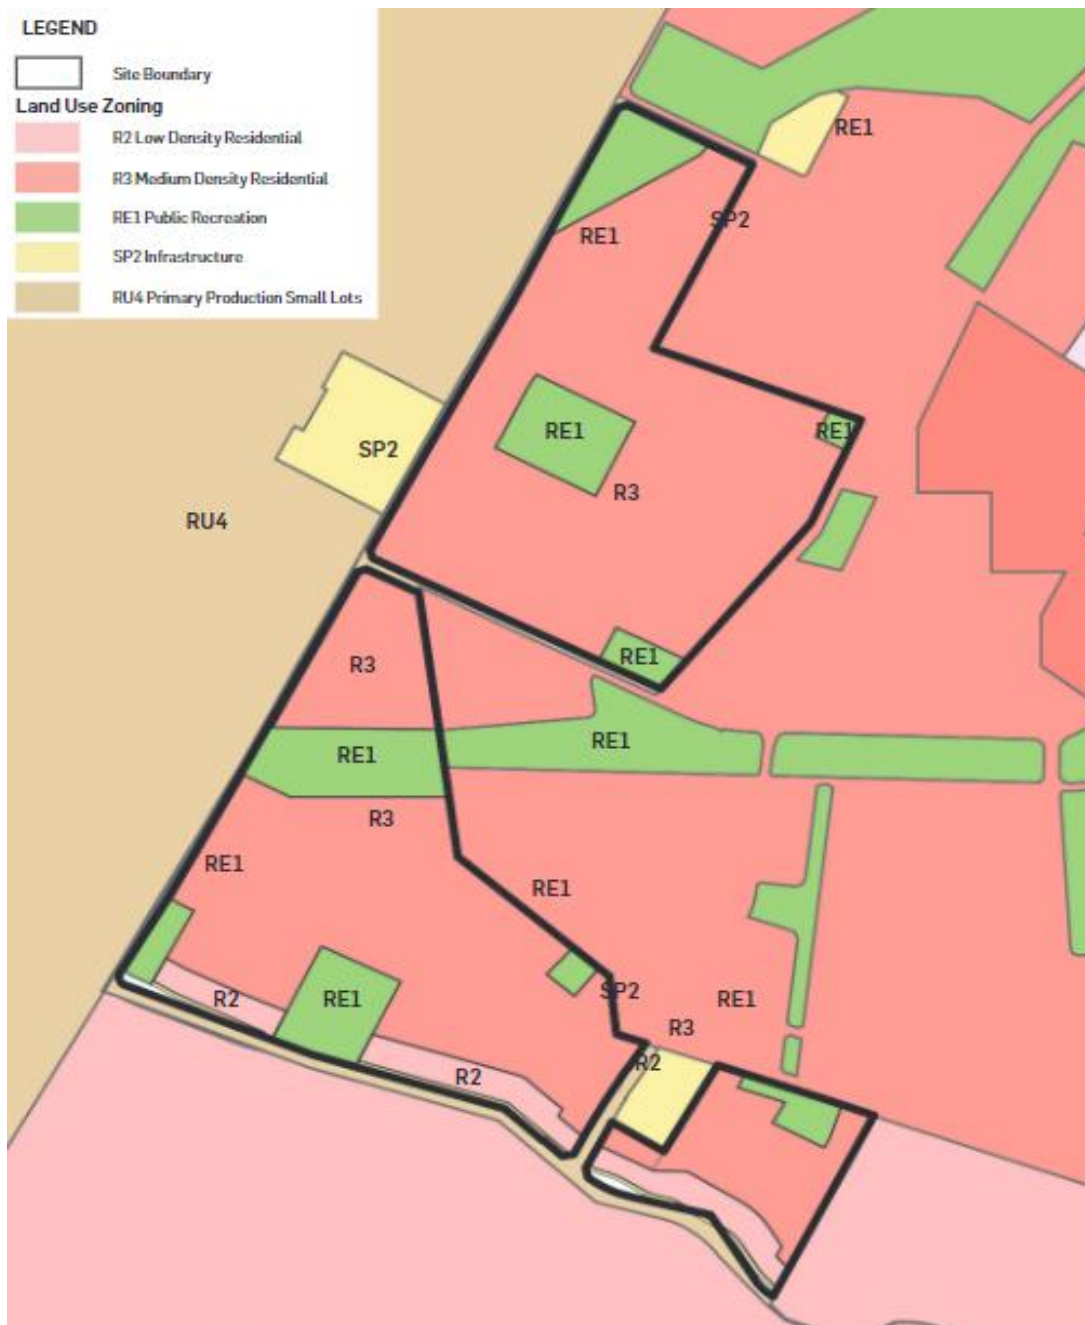 LEGEND
Site Boundary
Land Use Zoning
R2 Low Density Residential
R3 Medium Density Residential
RE1 Public Recreation
SP2 Infrastructure
RU4 Primary Production Small Lots
RE1
SP2
RE1
RE1
RE1
SP2
R3
RU4
RE1
R3
RE1
RE1
R3
RE1
RE1
SP2
R2
RE1
RE1
R3
R2
R2